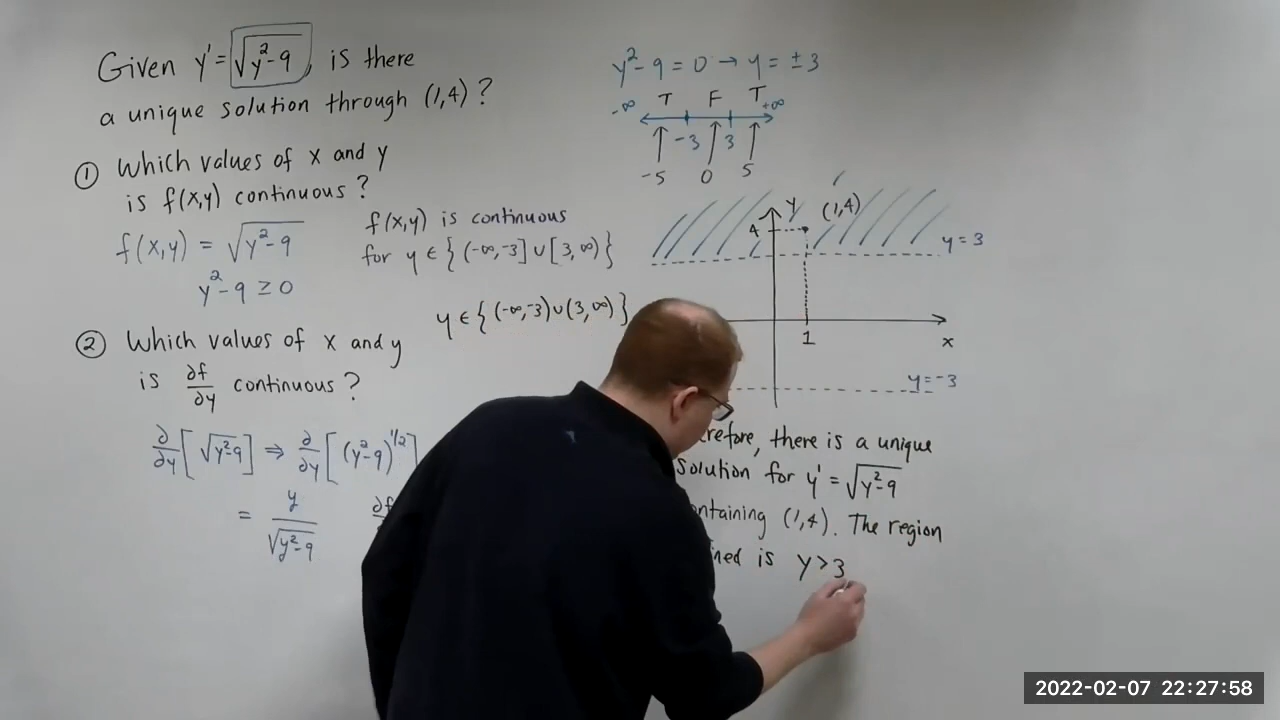 Given y' = √(y²-9), is there
a unique solution through (1,4)?
① Which values of x and y
is f(x,y) continuous?
f(x,y) = √(y²-9)
y²-9 ≥ 0
f(x,y) is continuous
for y ∈ {(-∞,-3] ∪ [3,∞)}
② Which values of x and y
is ∂f/∂y continuous?
y ∈ {(-∞,-3) ∪ (3,∞)}
∂/∂y [√(y²-9)] ⇒ ∂/∂y [(y²-9)^1/2]
= y/√(y²-9)
∂f
y²-9 = 0 → y = ±3
-∞ T F T +∞
-3 3
-5 0 5
y (1,4)
4
y = 3
1 x
y = -3
there is a unique
solution for y' = √(y²-9)
(1,4). The region
is y>3
2022-02-07 22:27:58